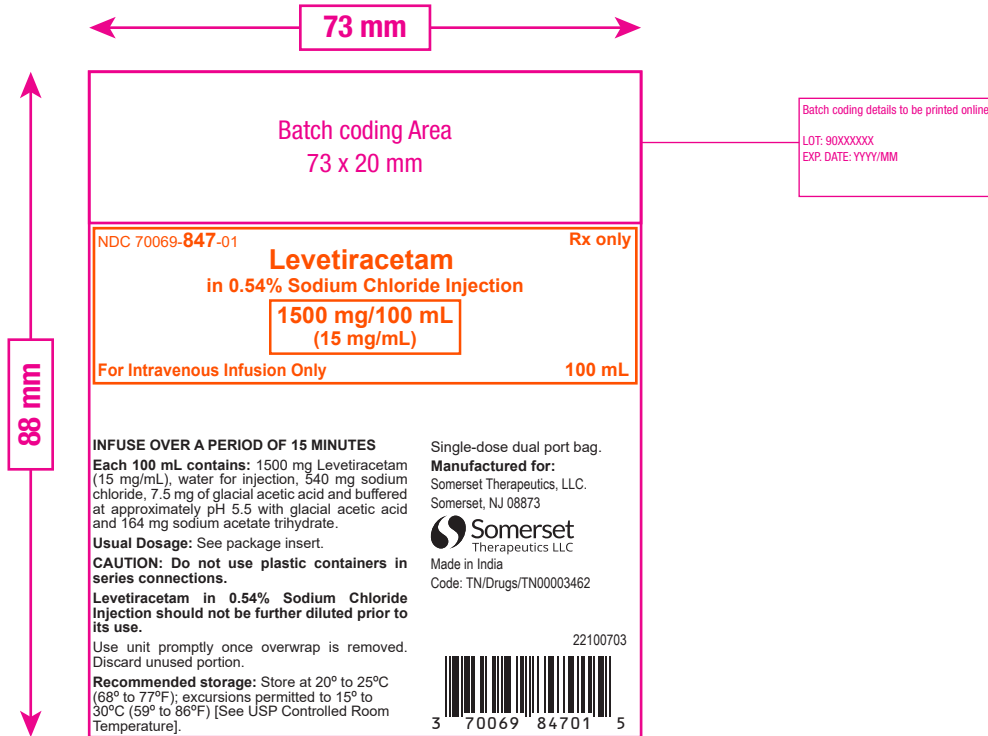 73 mm
88 mm
Batch coding Area
73 x 20 mm
Batch coding details to be printed online
LOT: 90XXXXXX
EXP. DATE: YYYY/MM
NDC 70069-847-01
Rx only
Levetiracetam
in 0.54% Sodium Chloride Injection
1500 mg/100 mL
(15 mg/mL)
For Intravenous Infusion Only
100 mL
INFUSE OVER A PERIOD OF 15 MINUTES
Each 100 mL contains: 1500 mg Levetiracetam
(15 mg/mL), water for injection, 540 mg sodium
chloride, 7.5 mg of glacial acetic acid and buffered
at approximately pH 5.5 with glacial acetic acid
and 164 mg sodium acetate trihydrate.
Usual Dosage: See package insert.
CAUTION: Do not use plastic containers in
series connections.
Levetiracetam in 0.54% Sodium Chloride
Injection should not be further diluted prior to
its use.
Use unit promptly once overwrap is removed.
Discard unused portion.
Recommended storage: Store at 20º to 25ºC
(68º to 77ºF); excursions permitted to 15º to
30ºC (59º to 86ºF) [See USP Controlled Room
Temperature].
Single-dose dual port bag.
Manufactured for:
Somerset Therapeutics, LLC.
Somerset, NJ 08873
Somerset
Therapeutics LLC
Made in India
Code: TN/Drugs/TN00003462
22100703
3 70069 84701 5